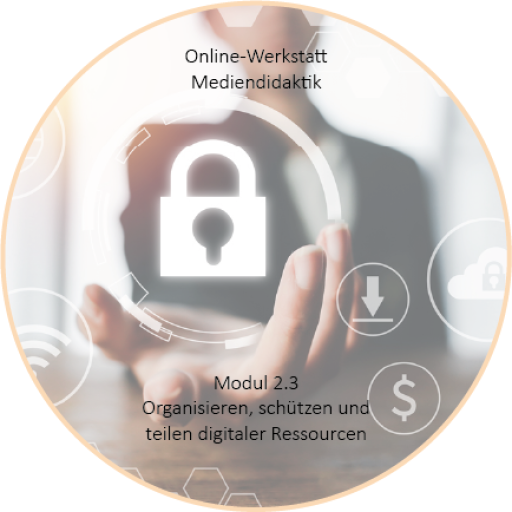 Online-Werkstatt
Mediendidaktik
$
Modul 2.3
Organisieren, schützen und
teilen digitaler Ressourcen